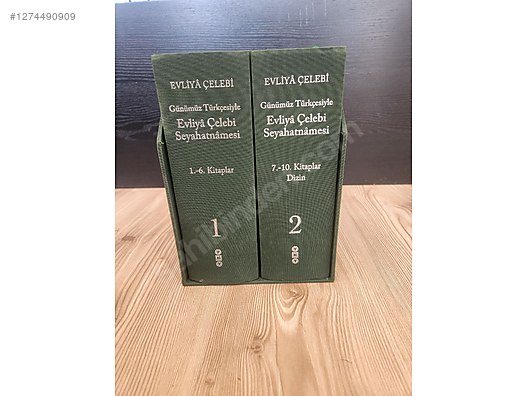 #1274490909
EVLİYÂ ÇELEBİ
Günümüz Türkçesiyle
Evliyâ Çelebi
Seyahatnâmesi
1.-6. Kitaplar
1
EVLİYÂ ÇELEBİ
Günümüz Türkçesiyle
Evliyâ Çelebi
Seyahatnâmesi
7.-10. Kitaplar
Dizin
2